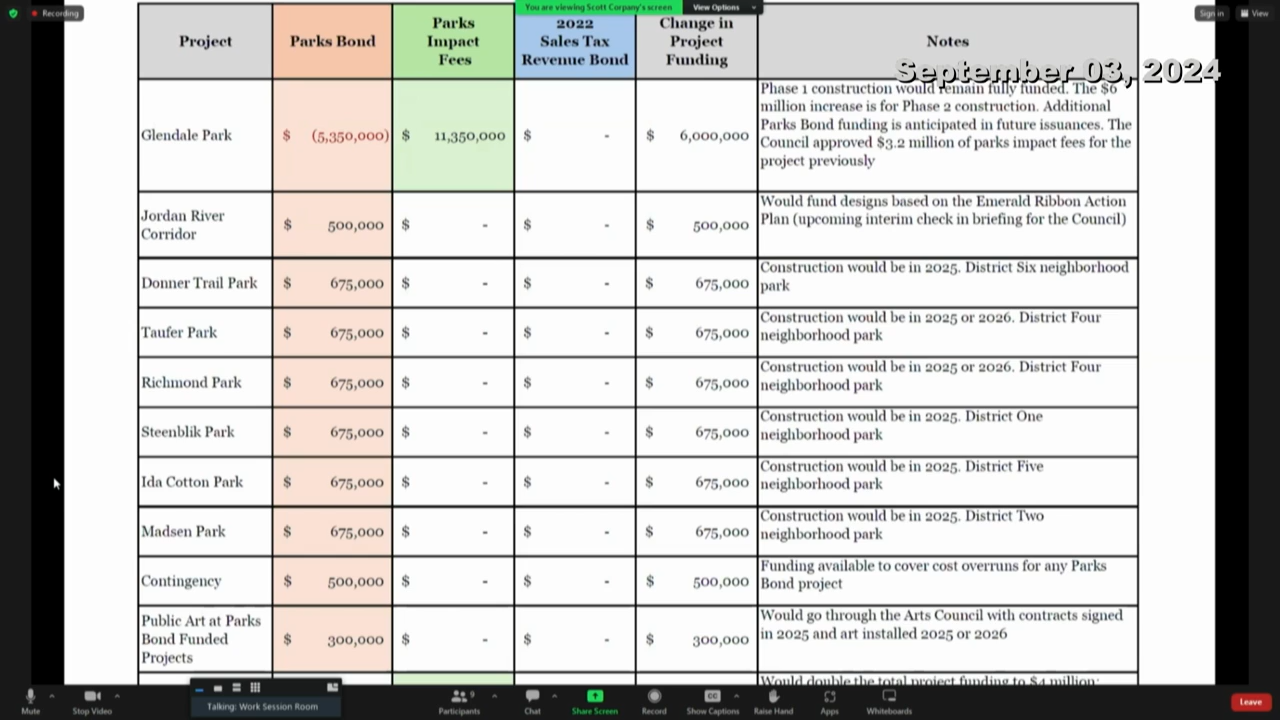 Recording
You are viewing Scott Corpany's screen
View Options
Sign in
View
Project
Parks Bond
Parks
Impact
Fees
2022
Sales Tax
Revenue Bond
Change in
Project
Funding
Notes
September 03, 2024
Glendale Park
$ (5,350,000)
$ 11,350,000
$ -
$ 6,000,000
Phase 1 construction would remain fully funded. The $6
million increase is for Phase 2 construction. Additional
Parks Bond funding is anticipated in future issuances. The
Council approved $3.2 million of parks impact fees for the
project previously
Jordan River
Corridor
$ 500,000
$ -
$ -
$ 500,000
Would fund designs based on the Emerald Ribbon Action
Plan (upcoming interim check in briefing for the Council)
Donner Trail Park
$ 675,000
$ -
$ -
$ 675,000
Construction would be in 2025. District Six neighborhood
park
Taufer Park
$ 675,000
$ -
$ -
$ 675,000
Construction would be in 2025 or 2026. District Four
neighborhood park
Richmond Park
$ 675,000
$ -
$ -
$ 675,000
Construction would be in 2025 or 2026. District Four
neighborhood park
Steenblik Park
$ 675,000
$ -
$ -
$ 675,000
Construction would be in 2025. District One
neighborhood park
Ida Cotton Park
$ 675,000
$ -
$ -
$ 675,000
Construction would be in 2025. District Five
neighborhood park
Madsen Park
$ 675,000
$ -
$ -
$ 675,000
Construction would be in 2025. District Two
neighborhood park
Contingency
$ 500,000
$ -
$ -
$ 500,000
Funding available to cover cost overruns for any Parks
Bond project
Public Art at Parks
Bond Funded
Projects
$ 300,000
$ -
$ -
$ 300,000
Would go through the Arts Council with contracts signed
in 2025 and art installed 2025 or 2026
Would double the total project funding to $4 million;
Talking: Work Session Room
Mute
Stop Video
9
Participants
Chat
Share Screen
Record
CC
Show Captions
Raise Hand
Apps
Whiteboards
Leave